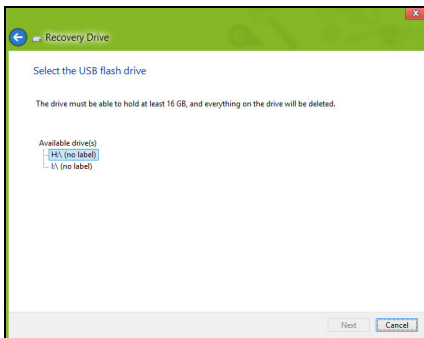 Recovery Drive
Select the USB flash drive
The drive must be able to hold at least 16 GB, and everything on the drive will be deleted.
Available drive(s)
H:\ (no label)
I:\ (no label)
Next
Cancel